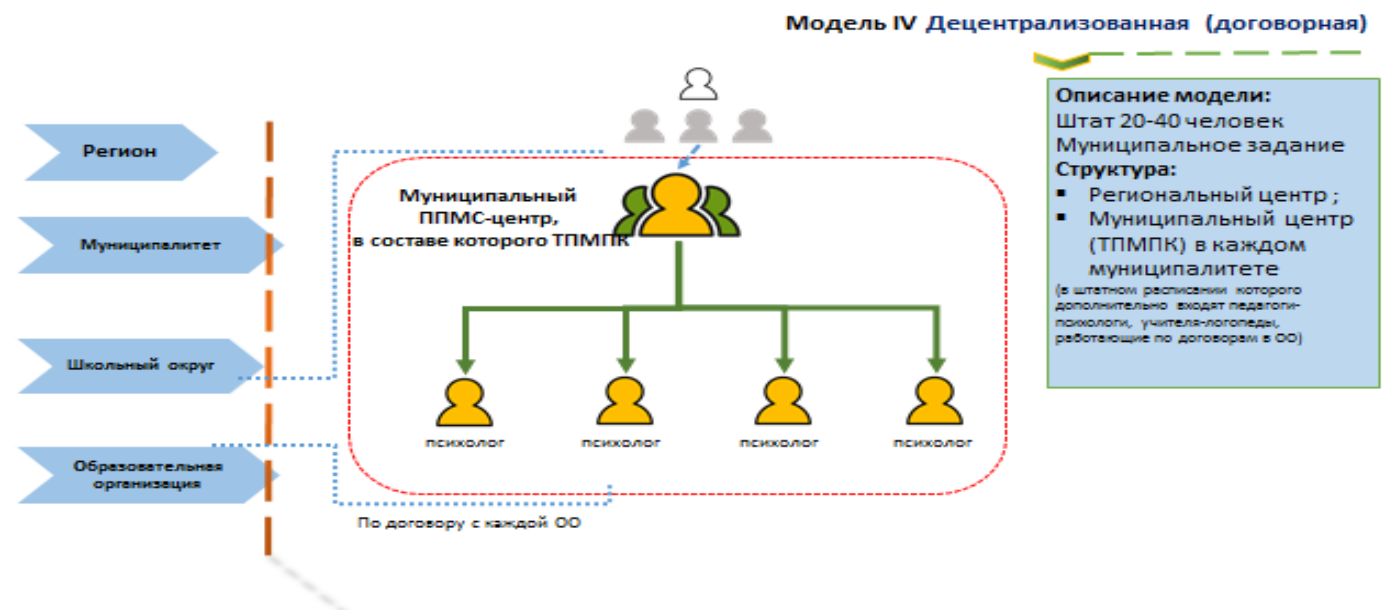 Модель IV Децентрализованная (договорная)
Регион
Муниципалитет
Школьный округ
Образовательная
организация
Муниципальный
ППМС-центр,
в составе которого ТПМПК
психолог
психолог
психолог
психолог
По договору с каждой ОО
Описание модели:
Штат 20-40 человек
Муниципальное задание
Структура:
▪ Региональный центр ;
▪ Муниципальный центр
(ТПМПК) в каждом
муниципалитете
(в штатном расписании которого
дополнительно входят педагоги-
психологи, учителя-логопеды,
работающие по договорам в ОО)